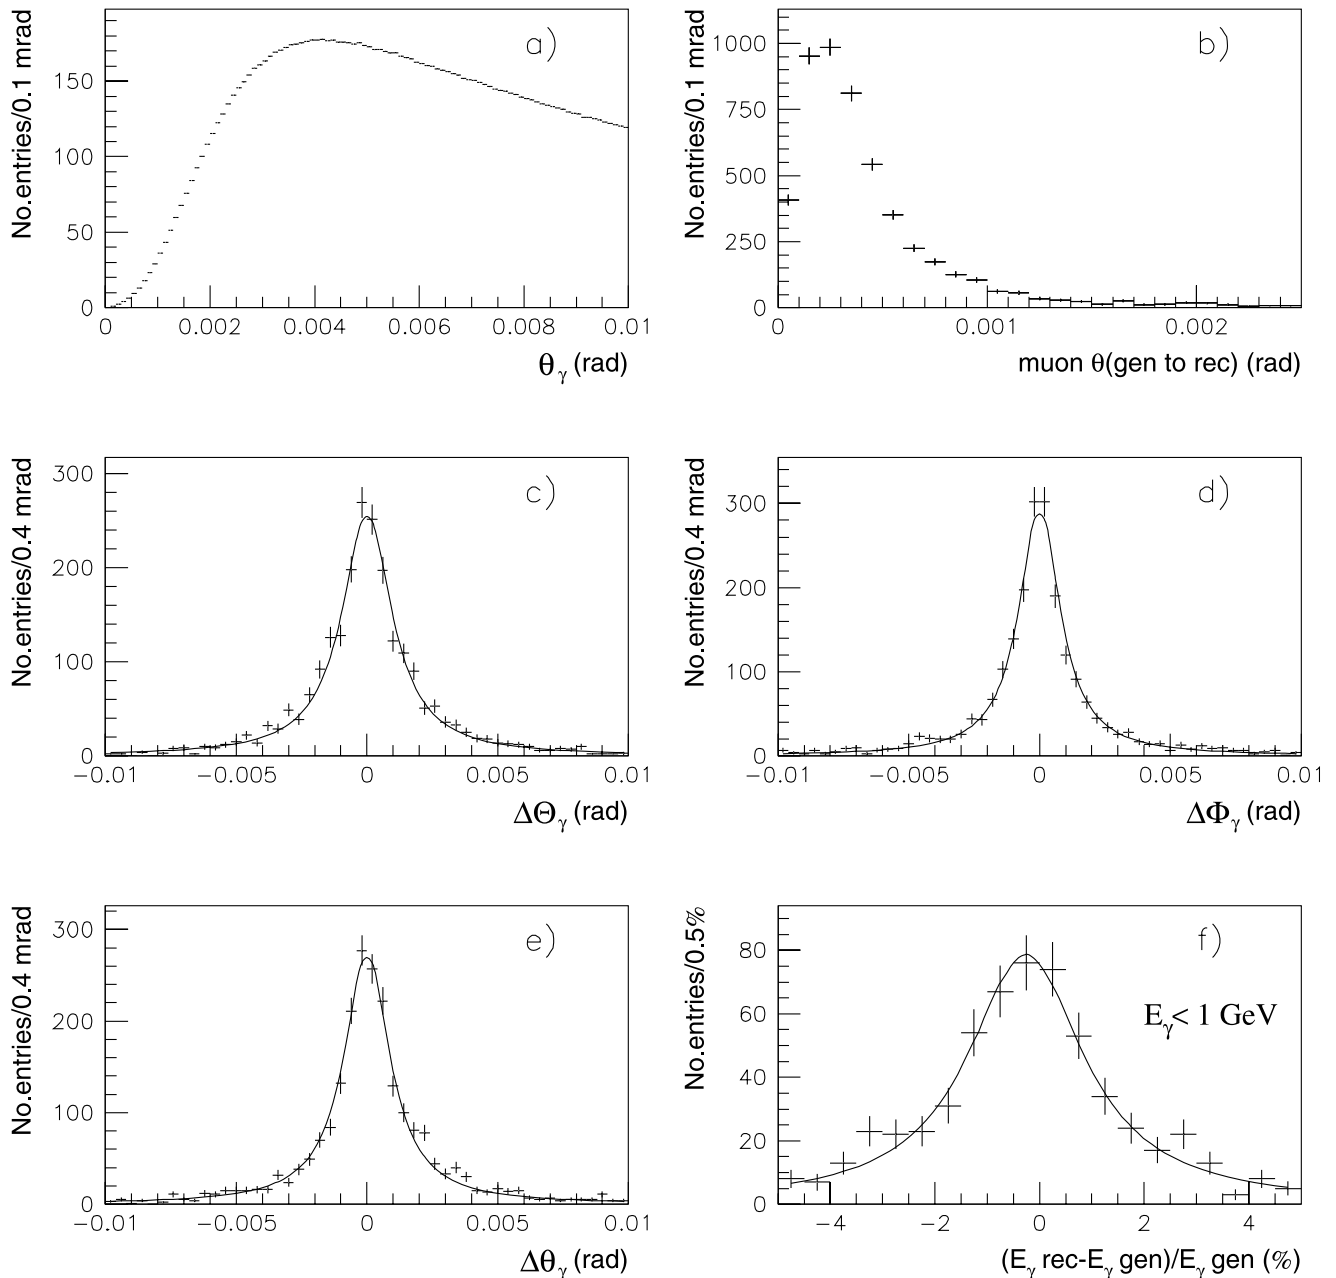 No.entries/0.1 mrad
a)
150
100
50
0
0 0.002 0.004 0.006 0.008 0.01
θγ (rad)
No.entries/0.1 mrad
b)
1000
750
500
250
0
0 0.001 0.002
muon θ(gen to rec) (rad)
No.entries/0.4 mrad
c)
300
200
100
0
−0.01 −0.005 0 0.005 0.01
ΔΘγ (rad)
No.entries/0.4 mrad
d)
300
200
100
0
−0.01 −0.005 0 0.005 0.01
ΔΦγ (rad)
No.entries/0.4 mrad
e)
300
200
100
0
−0.01 −0.005 0 0.005 0.01
Δθγ (rad)
No.entries/0.5%
f)
Eγ< 1 GeV
80
60
40
20
0
−4 −2 0 2 4
(Eγ rec-Eγ gen)/Eγ gen (%)